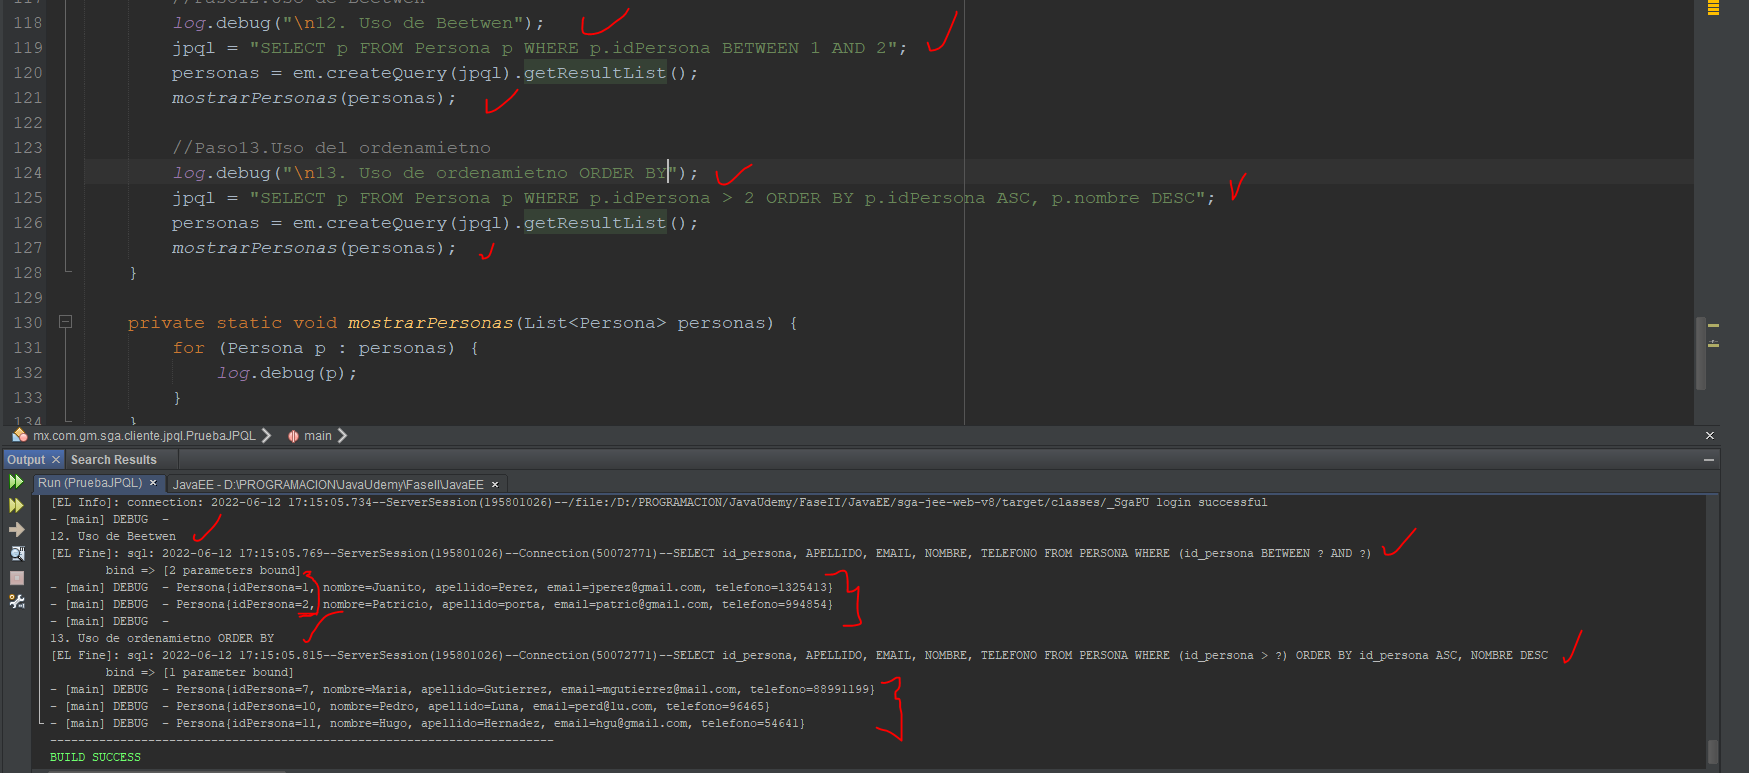 117 //Paso12.Uso de Beetwen
118 log.debug("\n12. Uso de Beetwen");
119 jpql = "SELECT p FROM Persona p WHERE p.idPersona BETWEEN 1 AND 2";
120 personas = em.createQuery(jpql).getResultList();
121 mostrarPersonas(personas);
122
123 //Paso13.Uso del ordenamietno
124 log.debug("\n13. Uso de ordenamietno ORDER BY");
125 jpql = "SELECT p FROM Persona p WHERE p.idPersona > 2 ORDER BY p.idPersona ASC, p.nombre DESC";
126 personas = em.createQuery(jpql).getResultList();
127 mostrarPersonas(personas);
128 }
129
130 private static void mostrarPersonas(List<Persona> personas) {
131 for (Persona p : personas) {
132 log.debug(p);
133 }
134 }
mx.com.gm.sga.cliente.jpql.PruebaJPQL main
Output Search Results
Run (PruebaJPQL) JavaEE - D:\PROGRAMACION\JavaUdemy\FaseII\JavaEE
[EL Info]: connection: 2022-06-12 17:15:05.734--ServerSession(195801026)--/file:/D:/PROGRAMACION/JavaUdemy/FaseII/JavaEE/sga-jee-web-v8/target/classes/_SgaPU login successful
- [main] DEBUG  -
12. Uso de Beetwen
[EL Fine]: sql: 2022-06-12 17:15:05.769--ServerSession(195801026)--Connection(50072771)--SELECT id_persona, APELLIDO, EMAIL, NOMBRE, TELEFONO FROM PERSONA WHERE (id_persona BETWEEN ? AND ?)
bind => [2 parameters bound]
- [main] DEBUG  - Persona{idPersona=1, nombre=Juanito, apellido=Perez, email=jperez@gmail.com, telefono=1325413}
- [main] DEBUG  - Persona{idPersona=2, nombre=Patricio, apellido=porta, email=patric@gmail.com, telefono=994854}
- [main] DEBUG  -
13. Uso de ordenamietno ORDER BY
[EL Fine]: sql: 2022-06-12 17:15:05.815--ServerSession(195801026)--Connection(50072771)--SELECT id_persona, APELLIDO, EMAIL, NOMBRE, TELEFONO FROM PERSONA WHERE (id_persona > ?) ORDER BY id_persona ASC, NOMBRE DESC
bind => [1 parameter bound]
- [main] DEBUG  - Persona{idPersona=7, nombre=Maria, apellido=Gutierrez, email=mgutierrez@mail.com, telefono=88991199}
- [main] DEBUG  - Persona{idPersona=10, nombre=Pedro, apellido=Luna, email=perd@lu.com, telefono=96465}
- [main] DEBUG  - Persona{idPersona=11, nombre=Hugo, apellido=Hernadez, email=hgu@gmail.com, telefono=54641}
------------------------------------------------------------------------
BUILD SUCCESS